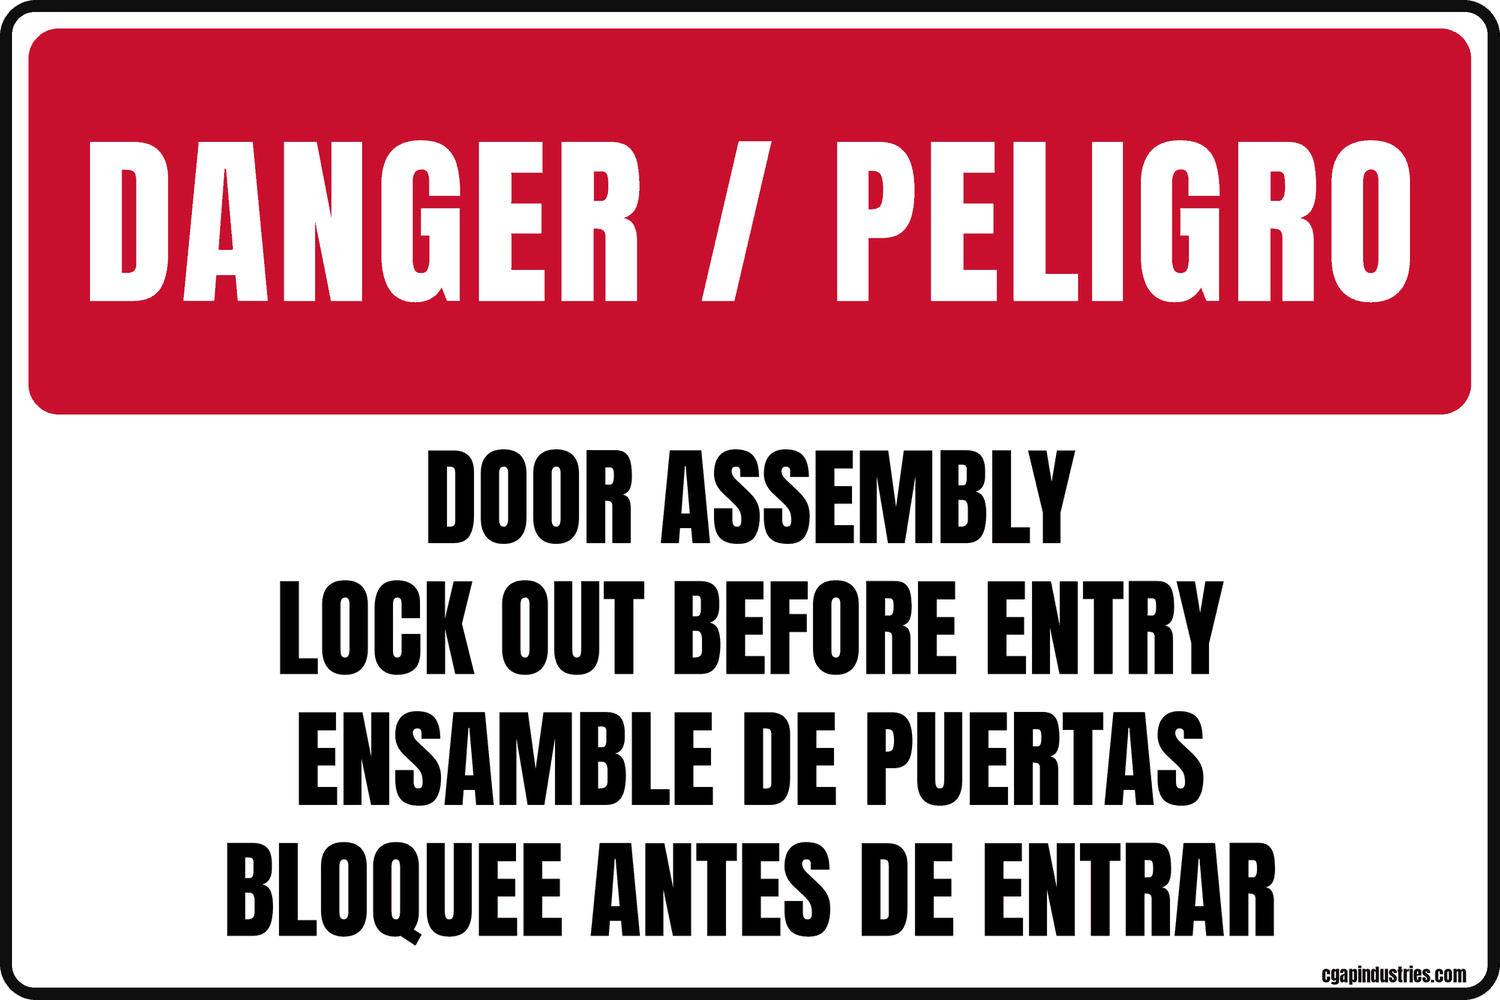 DANGER / PELIGRO
DOOR ASSEMBLY
LOCK OUT BEFORE ENTRY
ENSAMBLE DE PUERTAS
BLOQUEE ANTES DE ENTRAR
cgapindustries.com